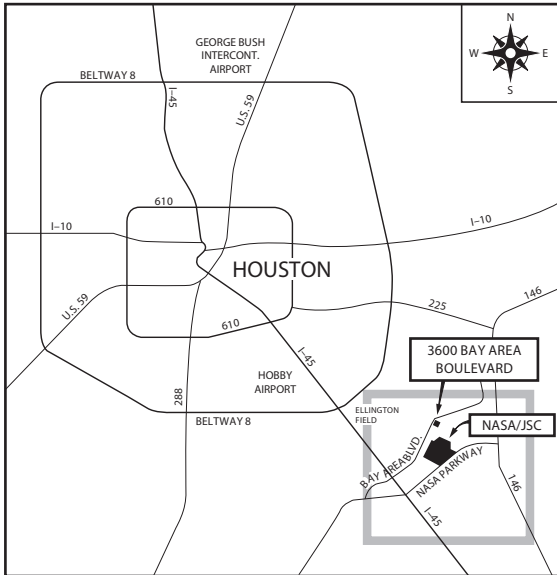 N
W
E
S
GEORGE BUSH
INTERCONT.
AIRPORT
BELTWAY 8
I–45
U.S. 59
610
I–10
I–10
HOUSTON
U.S. 59
225
146
610
I–45
3600 BAY AREA
BOULEVARD
HOBBY
AIRPORT
288
ELLINGTON
FIELD
NASA/JSC
BELTWAY 8
BAY AREA BLVD.
NASA PARKWAY
146
I–45